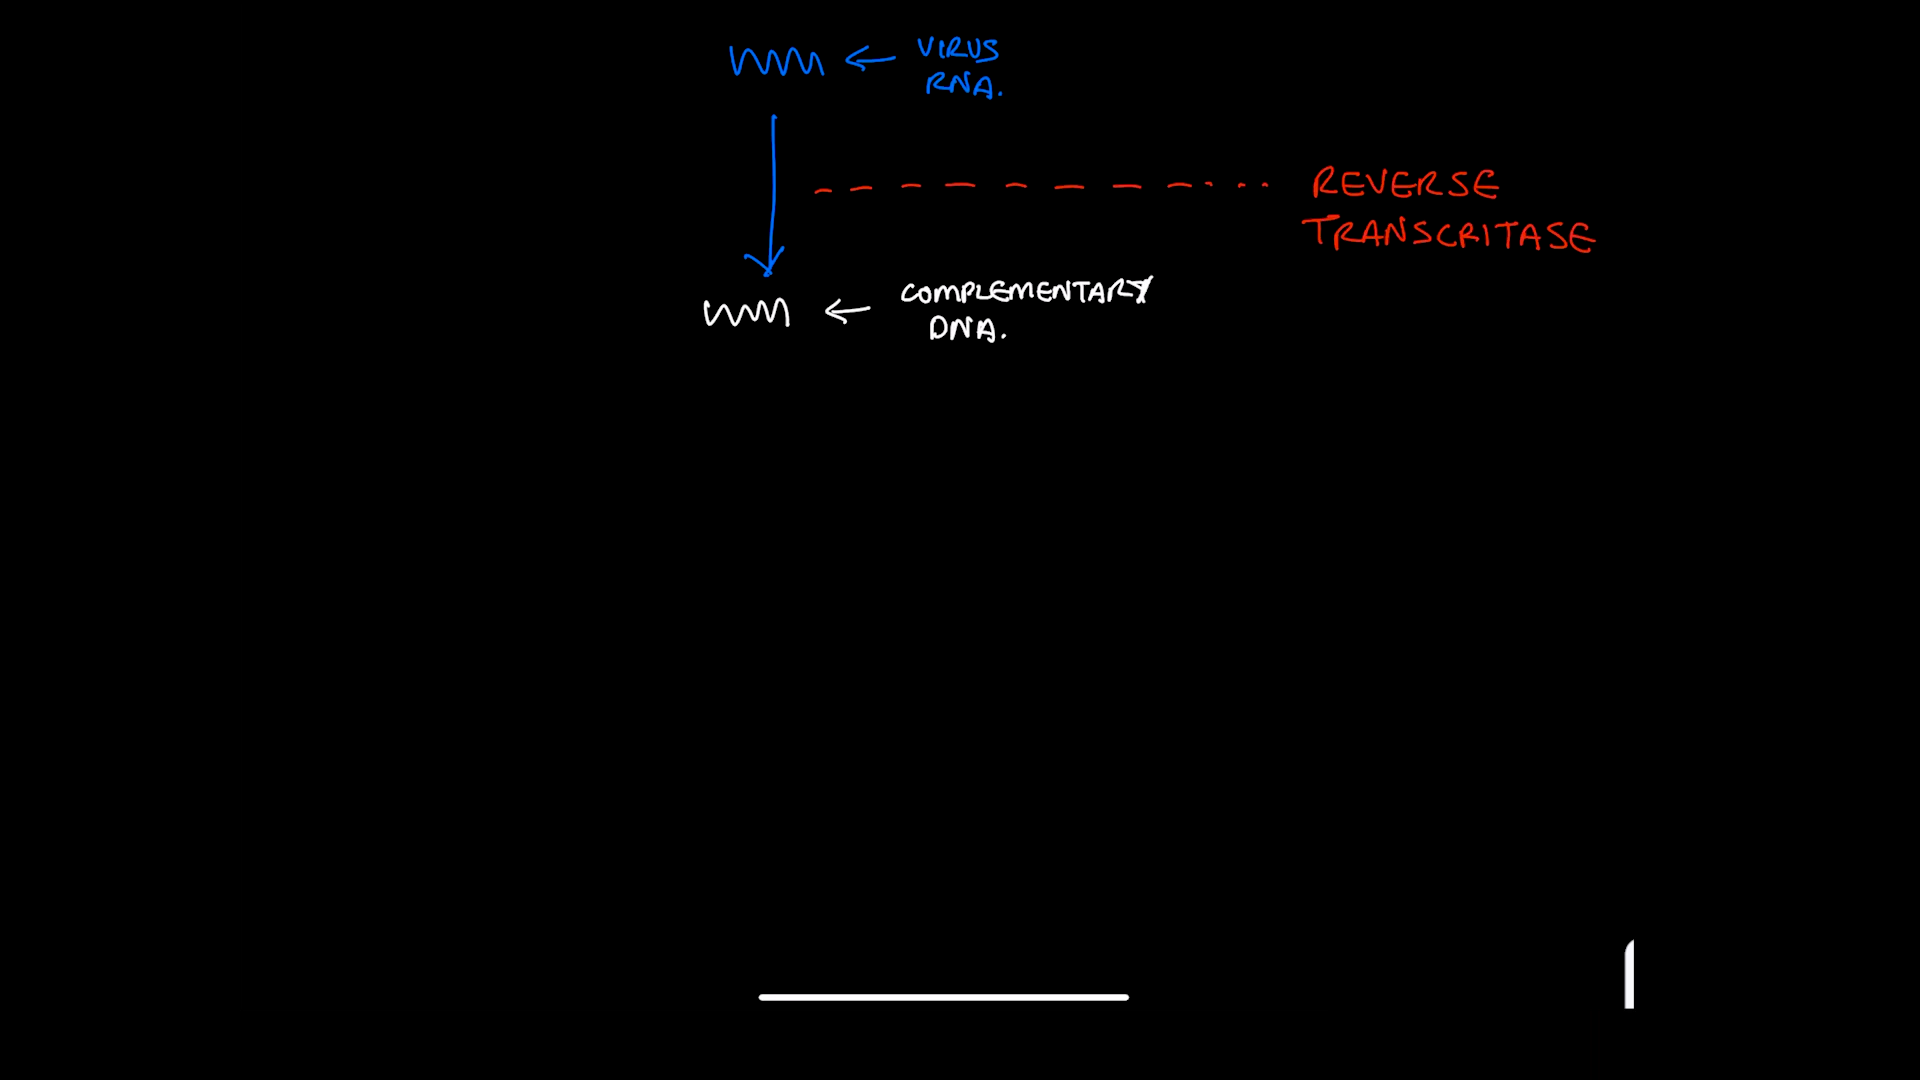 VIRUS
RNA.
REVERSE
TRANSCRITASE
COMPLEMENTARY
DNA.